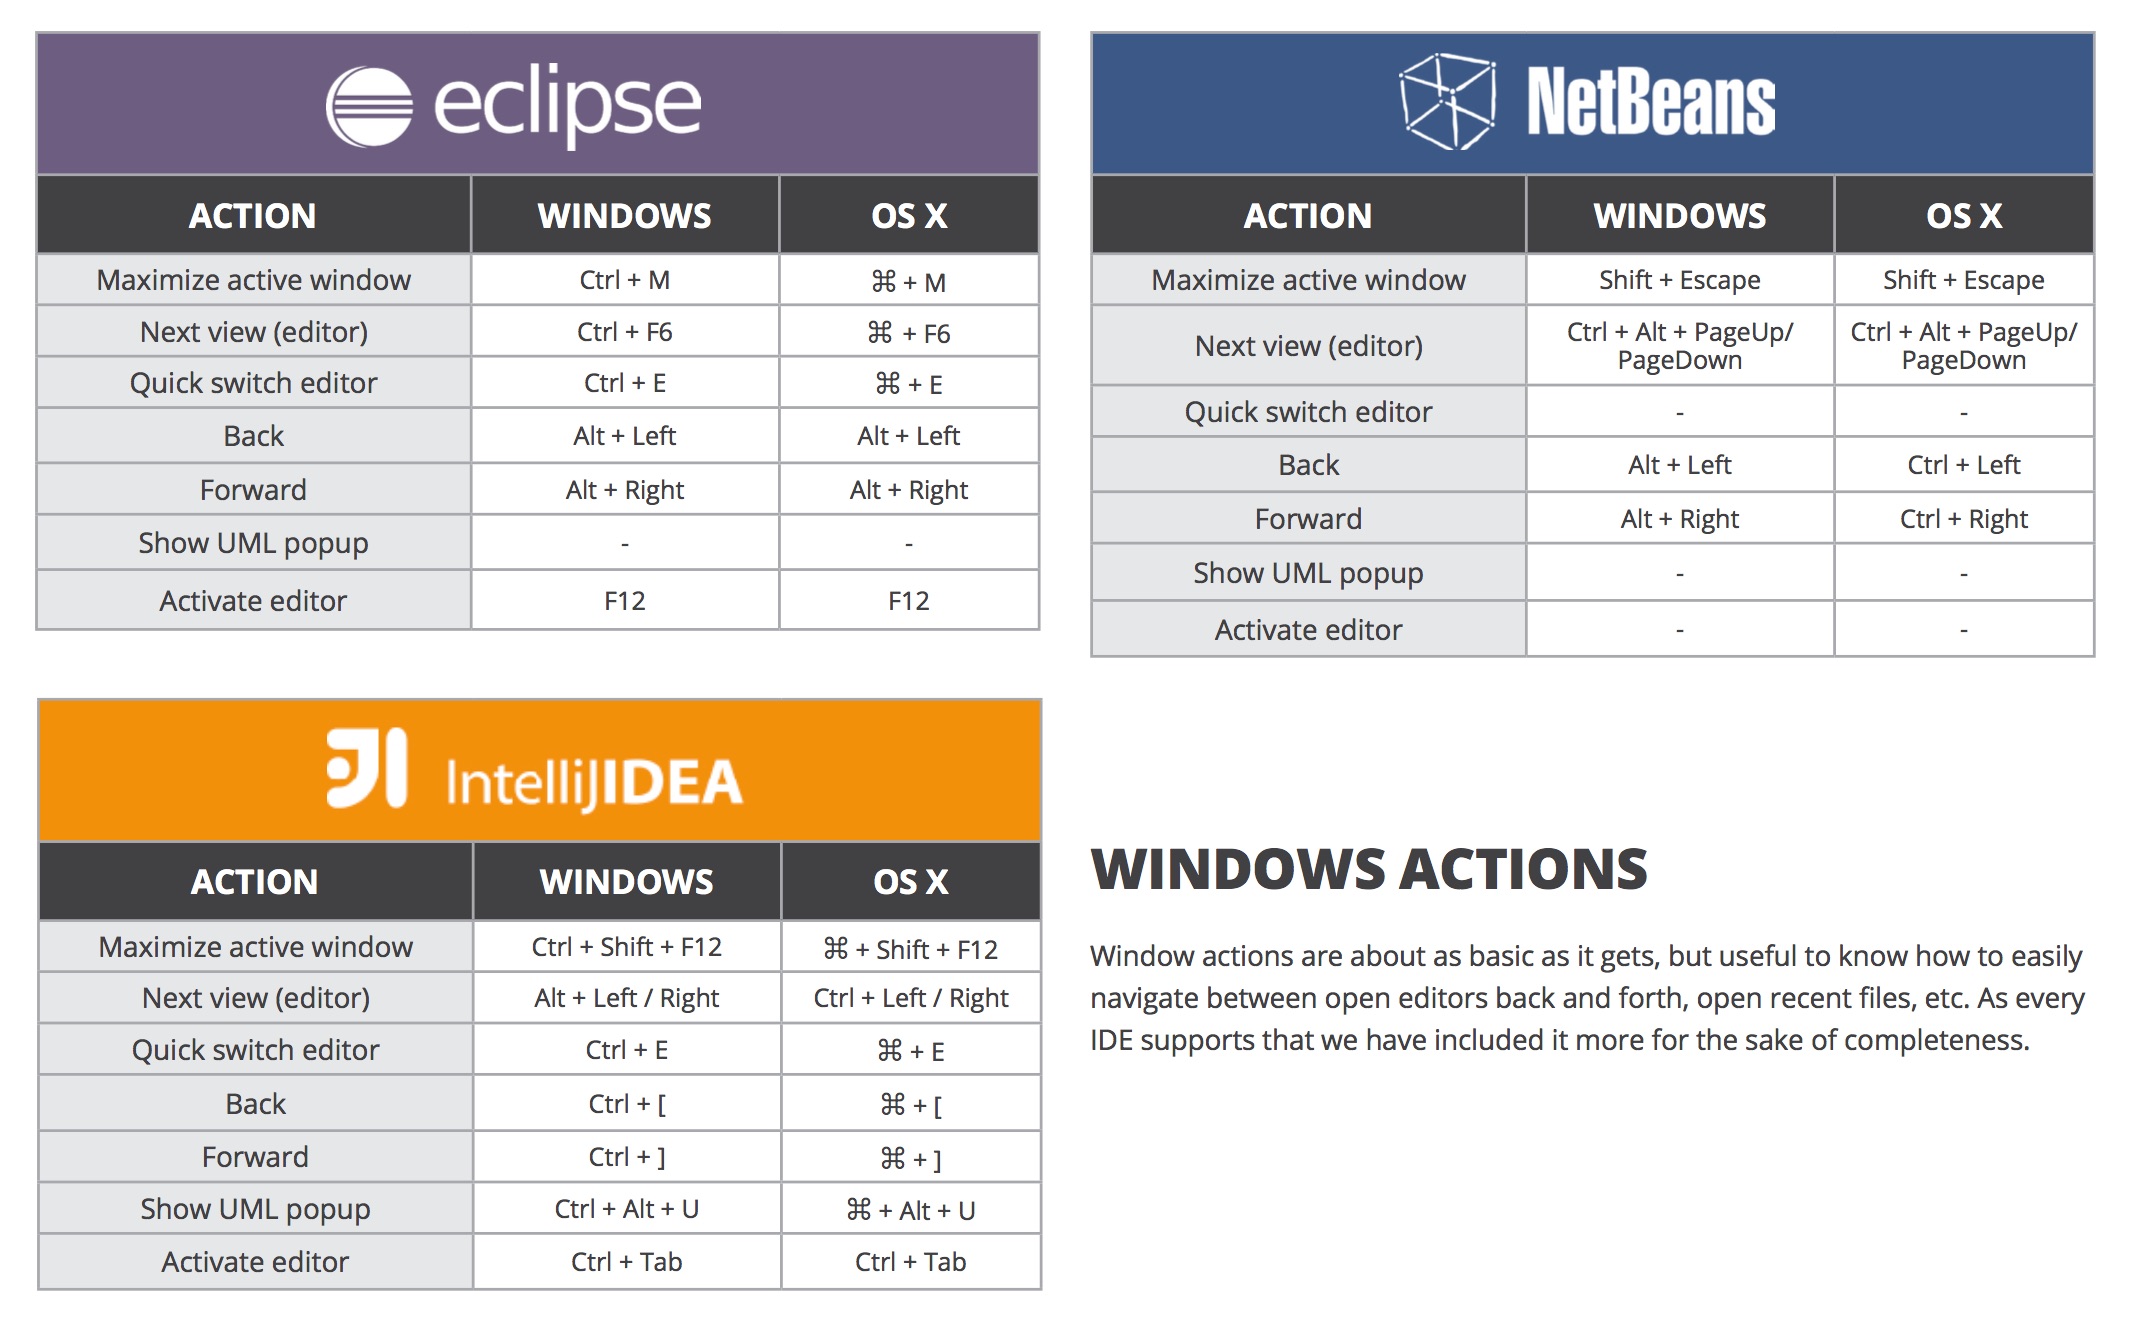 eclipse
ACTION WINDOWS OS X
Maximize active window Ctrl + M ⌘ + M
Next view (editor) Ctrl + F6 ⌘ + F6
Quick switch editor Ctrl + E ⌘ + E
Back Alt + Left Alt + Left
Forward Alt + Right Alt + Right
Show UML popup - -
Activate editor F12 F12
NetBeans
ACTION WINDOWS OS X
Maximize active window Shift + Escape Shift + Escape
Next view (editor) Ctrl + Alt + PageUp/ Ctrl + Alt + PageUp/
PageDown PageDown
Quick switch editor - -
Back Alt + Left Ctrl + Left
Forward Alt + Right Ctrl + Right
Show UML popup - -
Activate editor - -
IntelliJIDEA
ACTION WINDOWS OS X
Maximize active window Ctrl + Shift + F12 ⌘ + Shift + F12
Next view (editor) Alt + Left / Right Ctrl + Left / Right
Quick switch editor Ctrl + E ⌘ + E
Back Ctrl + [ ⌘ + [
Forward Ctrl + ] ⌘ + ]
Show UML popup Ctrl + Alt + U ⌘ + Alt + U
Activate editor Ctrl + Tab Ctrl + Tab
WINDOWS ACTIONS
Window actions are about as basic as it gets, but useful to know how to easily
navigate between open editors back and forth, open recent files, etc. As every
IDE supports that we have included it more for the sake of completeness.